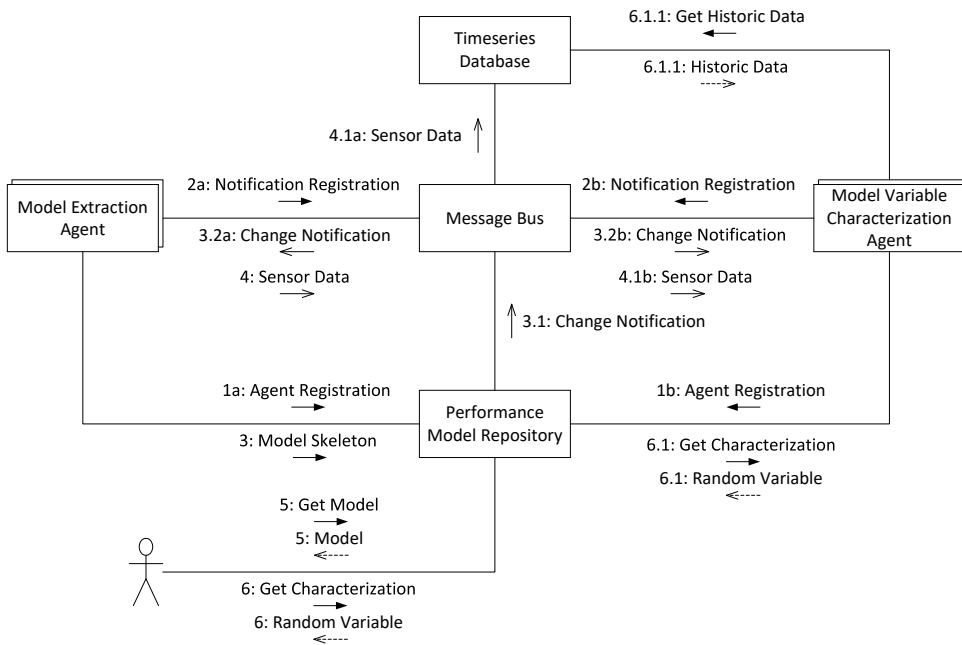 6.1.1: Get Historic Data
Timeseries
Database
6.1.1: Historic Data
4.1a: Sensor Data
2a: Notification Registration
2b: Notification Registration
Model Extraction
Agent
Message Bus
Model Variable
Characterization
Agent
3.2a: Change Notification
3.2b: Change Notification
4: Sensor Data
4.1b: Sensor Data
3.1: Change Notification
1a: Agent Registration
1b: Agent Registration
Performance
Model Repository
3: Model Skeleton
6.1: Get Characterization
6.1: Random Variable
5: Get Model
5: Model
6: Get Characterization
6: Random Variable